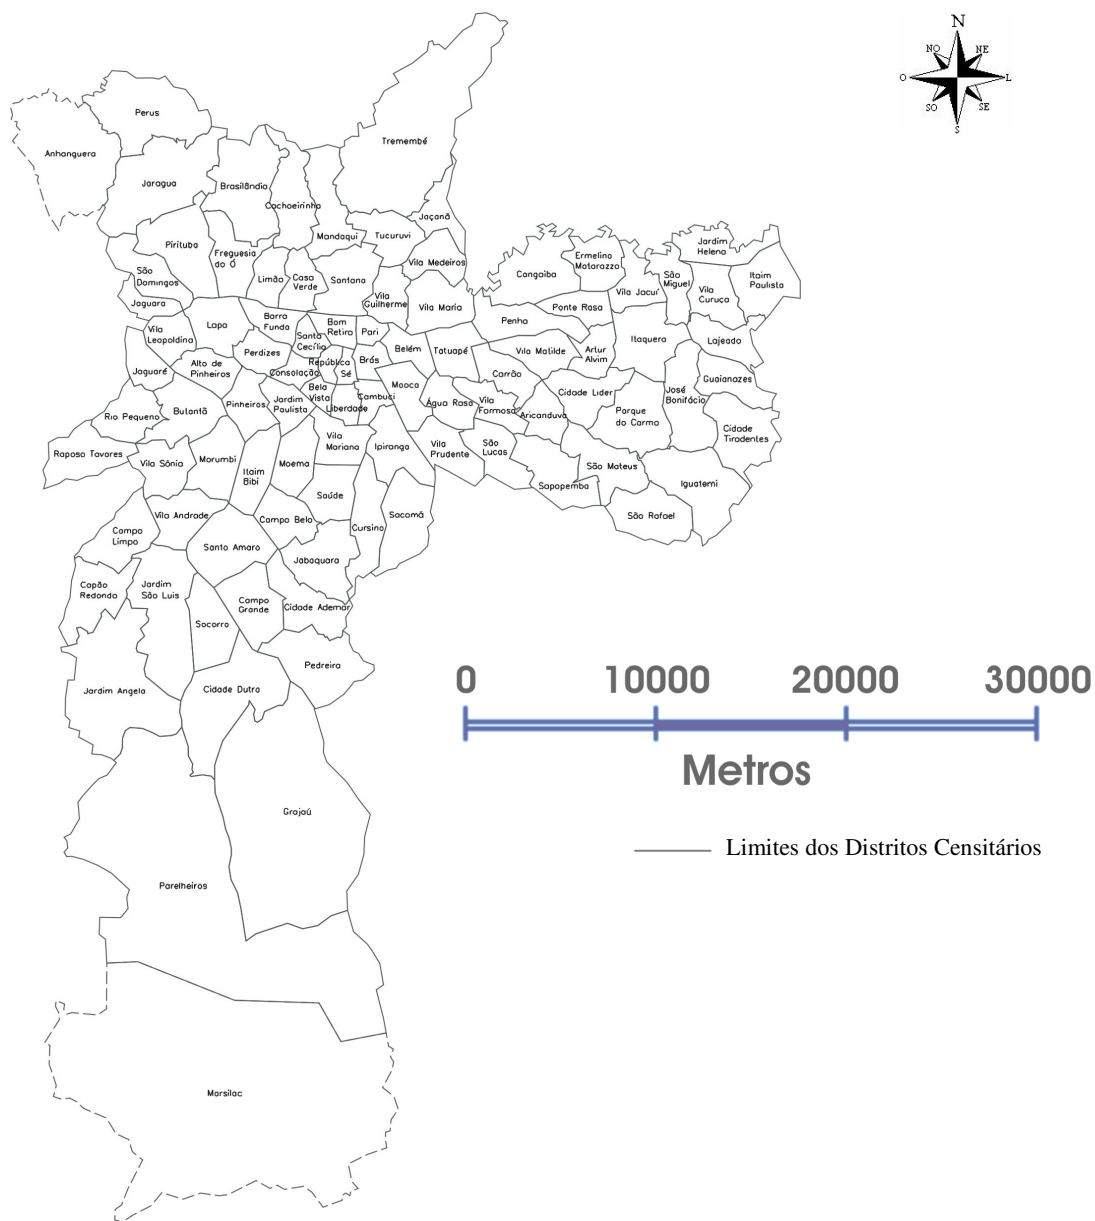 N
NO
NE
O
L
SO
SE
S
Perus
Anhanguera
Tremembé
Jaragua
Brasilândia
Cachoeirinha
Jaçanã
Mandaqui
Tucuruvi
Pirituba
Freguesia
do Ó
Vila Medeiros
São
Domingos
Limão
Casa
Verde
Santana
Jaguara
Vila
Guilherme
Vila Maria
Cangaiba
Ermelino
Matarazzo
Jardim
Helena
São
Miguel
Vila
Curuça
Itaim
Paulista
Vila Jacuí
Ponte Rasa
Penha
Vila
Leopoldina
Lapa
Barra
Funda
Bom
Retiro
Pari
Santa
Cecília
Perdizes
República
Sé
Brás
Belém
Tatuapé
Vila Matilde
Artur
Alvim
Itaquera
Lajeado
Jaguaré
Alto de
Pinheiros
Consolação
Carrão
Guaianazes
Bela
Vista
Mooca
Cambuci
Liberdade
Cidade Lider
José
Bonifácio
Rio Pequeno
Butantã
Pinheiros
Jardim
Paulista
Água Rasa
Vila
Formosa
Aricanduva
Parque
do Carmo
Cidade
Tiradentes
Raposo Tavares
Vila Sônia
Morumbi
Itaim
Bibi
Moema
Vila
Mariana
Ipiranga
Vila
Prudente
São
Lucas
Sapopemba
São Mateus
Iguatemi
São Rafael
Saúde
Vila Andrade
Campo Belo
Cursino
Sacomã
Campo
Limpo
Santo Amaro
Jabaquara
Capão
Redondo
Jardim
São Luis
Campo
Grande
Cidade Ademar
Socorro
Pedreira
Jardim Angela
Cidade Dutra
Grajaú
Parelheiros
Marsilac
0
10000
20000
30000
Metros
Limites dos Distritos Censitários